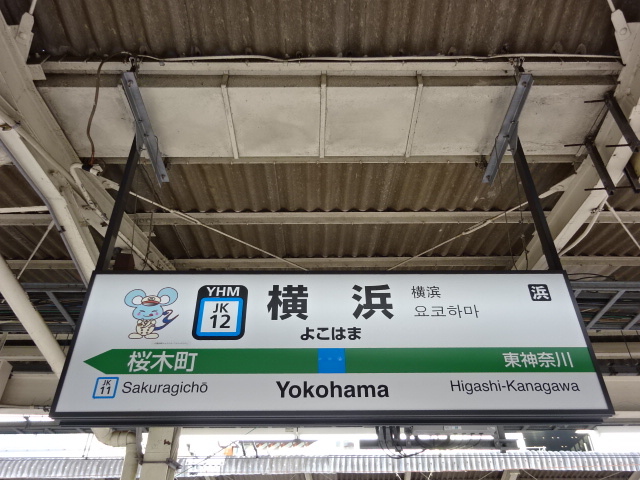 YHM
JK
12
横浜
よこはま
横滨
요코하마
浜
桜木町
東神奈川
JK
11
Sakuragichō
Yokohama
Higashi-Kanagawa